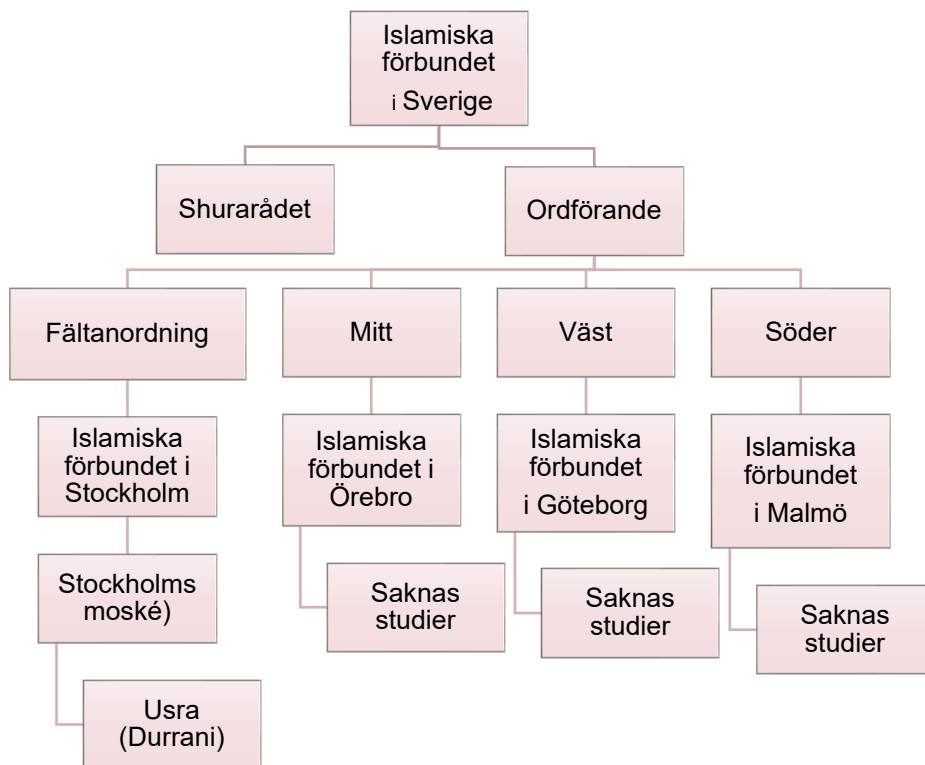 Islamiska
förbundet
i Sverige
Shurarådet
Ordförande
Fältanordning
Mitt
Väst
Söder
Islamiska
förbundet i
Stockholm
Islamiska
förbundet i
Örebro
Islamiska
förbundet
i Göteborg
Islamiska
förbundet
i Malmö
Stockholms
moské)
Saknas
studier
Saknas
studier
Saknas
studier
Usra
(Durrani)